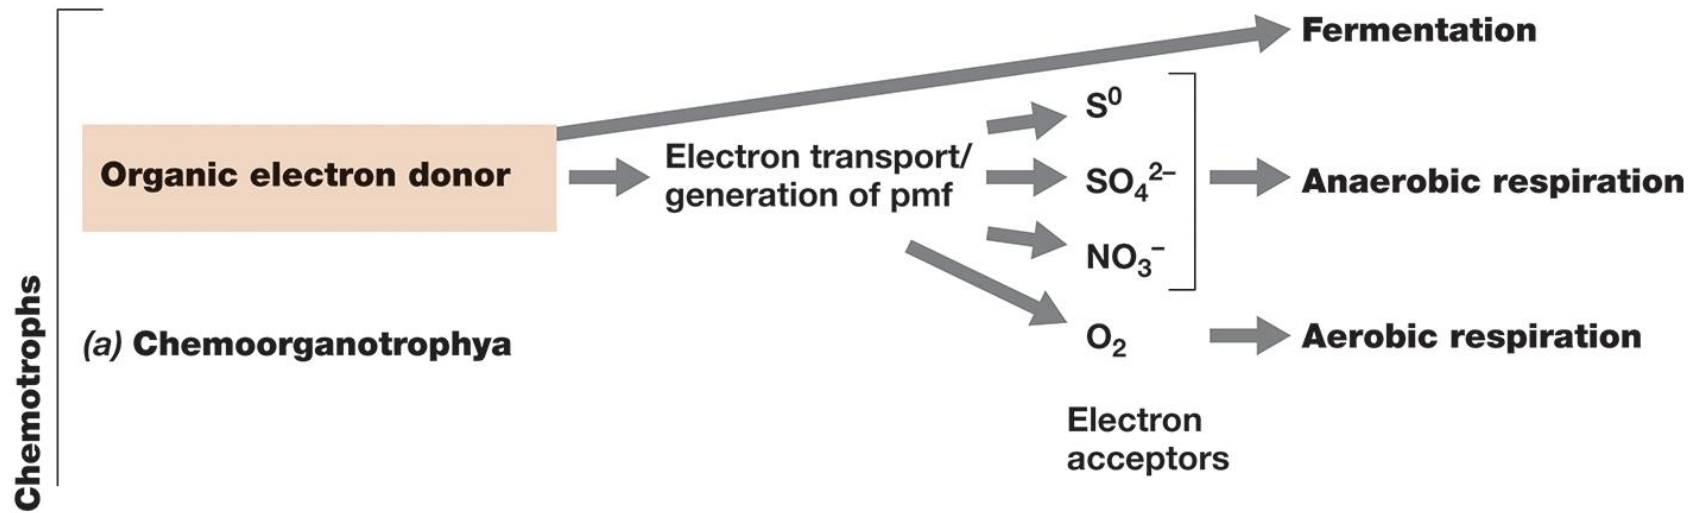 Chemotrophs
Fermentation
Organic electron donor
Electron transport/
generation of pmf
S⁰
SO₄²⁻
NO₃⁻
Anaerobic respiration
(a) Chemoorganotrophya
O₂
Aerobic respiration
Electron
acceptors